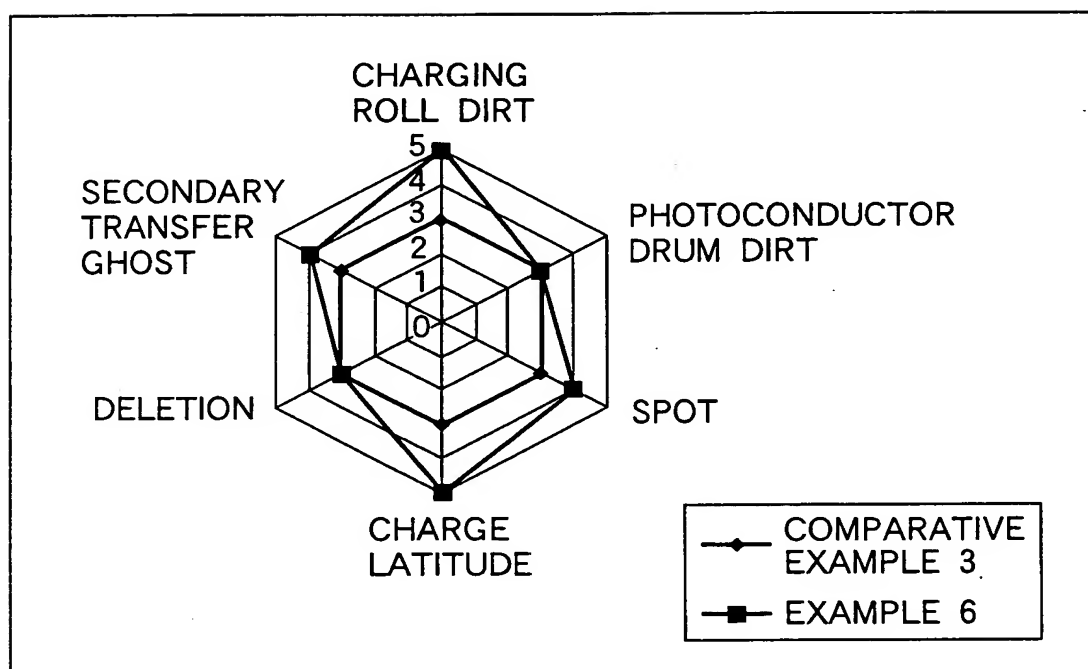 CHARGING
ROLL DIRT
5
4
3
2
1
0
SECONDARY
TRANSFER
GHOST
PHOTOCONDUCTOR
DRUM DIRT
DELETION
SPOT
CHARGE
LATITUDE
COMPARATIVE
EXAMPLE 3
EXAMPLE 6